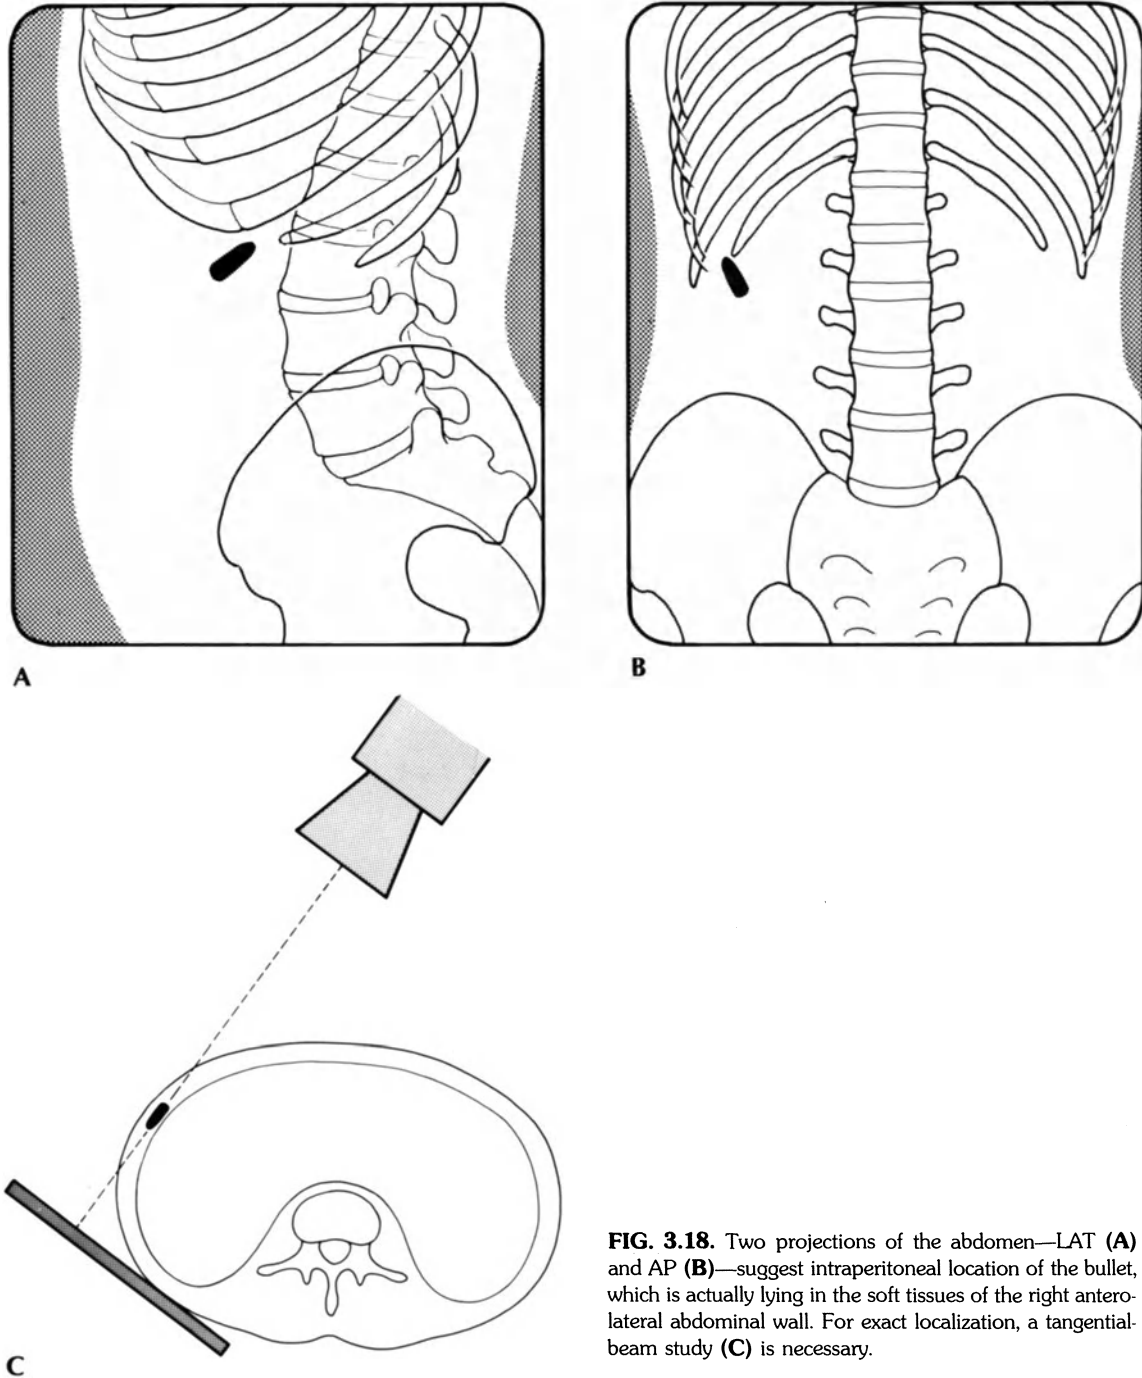 A
B
C
FIG. 3.18. Two projections of the abdomen—LAT (A)
and AP (B)—suggest intraperitoneal location of the bullet,
which is actually lying in the soft tissues of the right antero-
lateral abdominal wall. For exact localization, a tangential-
beam study (C) is necessary.